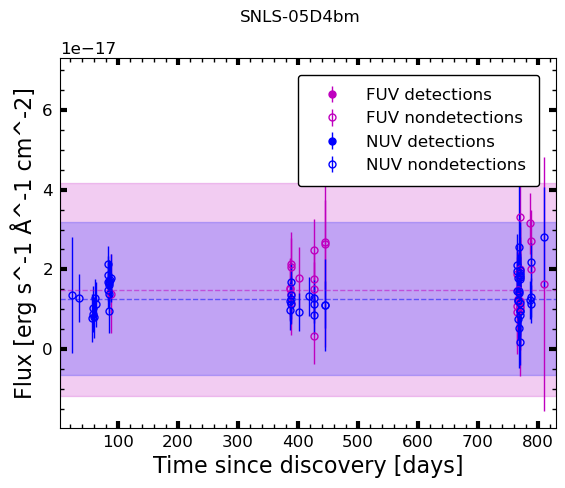 SNLS-05D4bm
1e−17
FUV detections
FUV nondetections
NUV detections
NUV nondetections
6
4
2
0
Flux [erg s^-1 Å^-1 cm^-2]
100 200 300 400 500 600 700 800
Time since discovery [days]